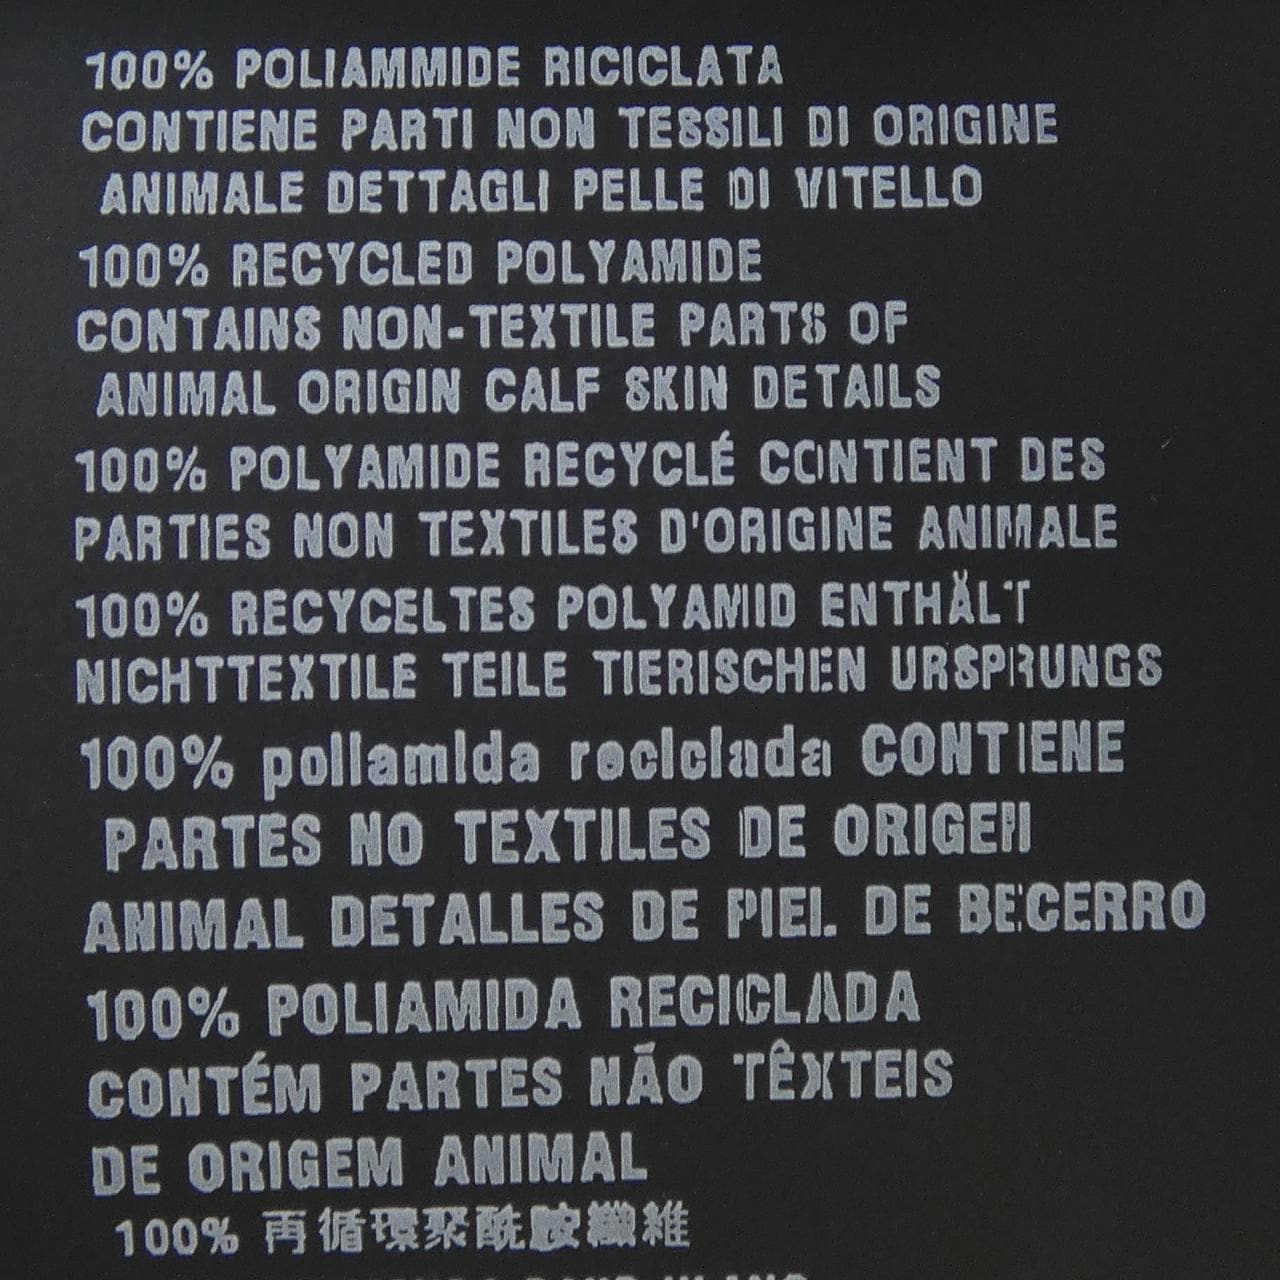 100% POLIAMMIDE RICICLATA
CONTIENE PARTI NON TESSILI DI ORIGINE
ANIMALE DETTAGLI PELLE DI VITELLO
100% RECYCLED POLYAMIDE
CONTAINS NON-TEXTILE PARTS OF
ANIMAL ORIGIN CALF SKIN DETAILS
100% POLYAMIDE RECYCLÉ CONTIENT DES
PARTIES NON TEXTILES D'ORIGINE ANIMALE
100% RECYCELTES POLYAMID ENTHÄLT
NICHTTEXTILE TEILE TIERISCHEN URSPRUNGS
100% poliamida reciclada CONTIENE
PARTES NO TEXTILES DE ORIGEN
ANIMAL DETALLES DE PIEL DE BECERRO
100% POLIAMIDA RECICLADA
CONTÉM PARTES NÃO TÊXTEIS
DE ORIGEM ANIMAL
100% 再循環聚酰胺纖維